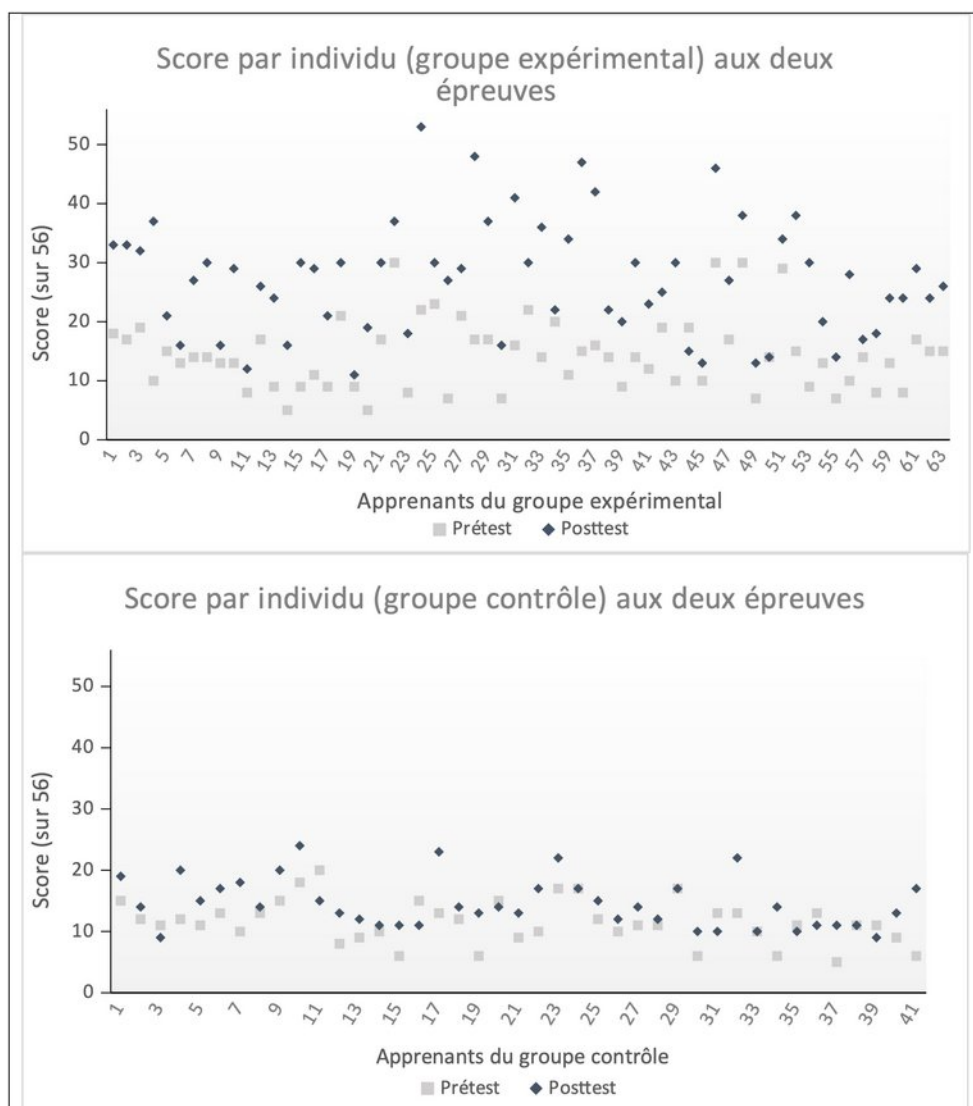 Score par individu (groupe expérimental) aux deux
épreuves
Score (sur 56)
50
40
30
20
10
0
1 3 5 7 9 11 13 15 17 19 21 23 25 27 29 31 33 35 37 39 41 43 45 47 49 51 53 55 57 59 61 63
Apprenants du groupe expérimental
Prétest Posttest
Score par individu (groupe contrôle) aux deux épreuves
Score (sur 56)
50
40
30
20
10
0
1 3 5 7 9 11 13 15 17 19 21 23 25 27 29 31 33 35 37 39 41
Apprenants du groupe contrôle
Prétest Posttest